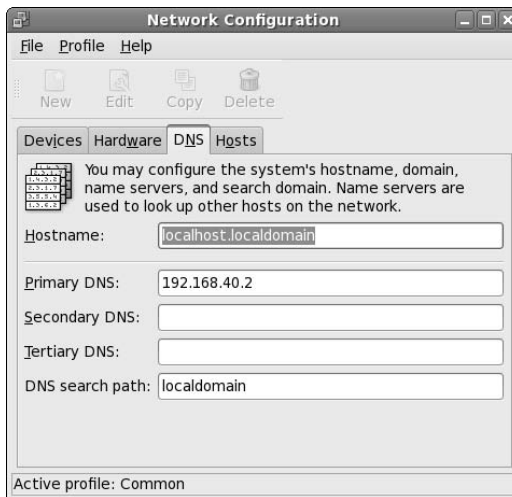 Network Configuration
File Profile Help
New Edit Copy Delete
Devices Hardware DNS Hosts
You may configure the system's hostname, domain,
name servers, and search domain. Name servers are
used to look up other hosts on the network.
Hostname: localhost.localdomain
Primary DNS: 192.168.40.2
Secondary DNS:
Tertiary DNS:
DNS search path: localdomain
Active profile: Common